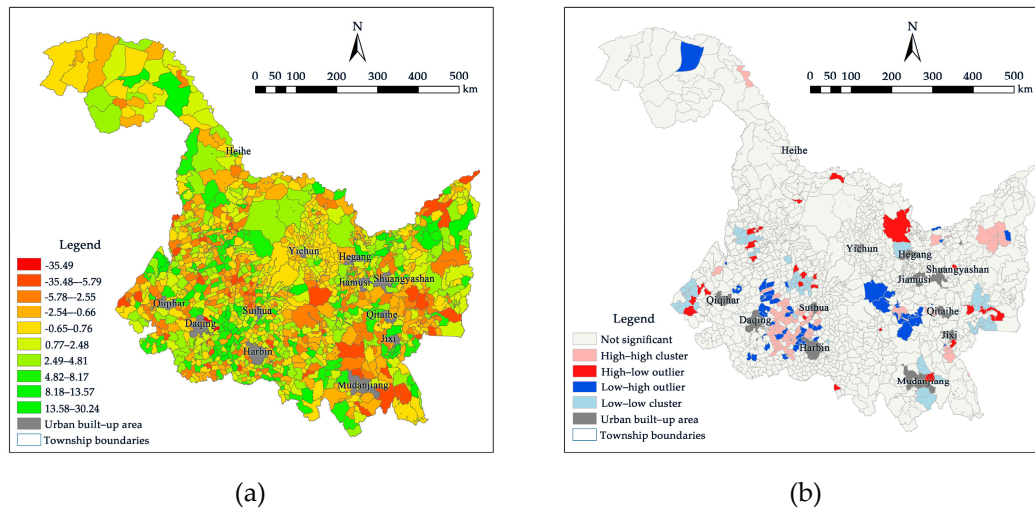 N
0 50 100 200 300 400 500
km
Heihe
Yichun
Hegang
Jiamusi
Shuangyashan
Qiqihar
Suihua
Qitaihe
Daqing
Jixi
Harbin
Mudanjiang
Legend
-35.49
-35.48–-5.79
-5.78–-2.55
-2.54–-0.66
-0.65–0.76
0.77–2.48
2.49–4.81
4.82–8.17
8.18–13.57
13.58–30.24
Urban built–up area
Township boundaries
(a)
N
0 50 100 200 300 400 500
km
Heihe
Yichun
Hegang
Jiamusi
Shuangyashan
Qiqihar
Suihua
Qitaihe
Daqing
Jixi
Harbin
Mudanjiang
Legend
Not significant
High–high cluster
High–low outlier
Low–high outlier
Low–low cluster
Urban built–up area
Township boundaries
(b)